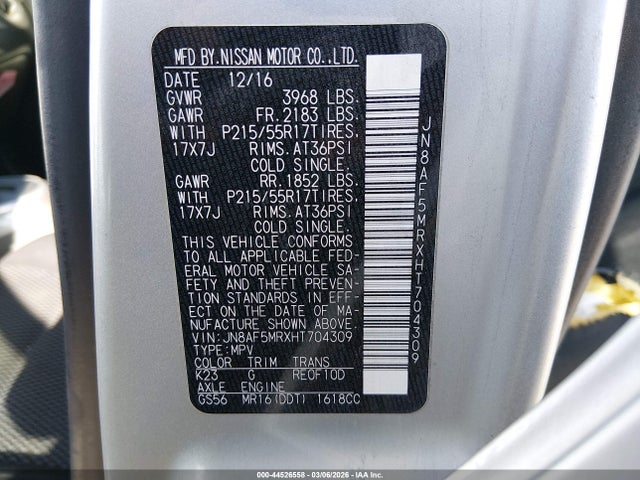 MFD BY.NISSAN MOTOR CO.,LTD.
DATE 12/16
GVWR 3968 LBS.
GAWR FR.2183 LBS.
WITH P215/55R17TIRES.
17X7J RIMS.AT36PSI
COLD SINGLE.
GAWR RR.1852 LBS.
WITH P215/55R17TIRES.
17X7J RIMS.AT36PSI
COLD SINGLE.
THIS VEHICLE CONFORMS
TO ALL APPLICABLE FED-
ERAL MOTOR VEHICLE SA-
FETY AND THEFT PREVEN-
TION STANDARDS IN EFF-
ECT ON THE DATE OF MA-
NUFACTURE SHOWN ABOVE.
VIN:JN8AF5MRXHT704309
TYPE:MPV
COLOR TRIM TRANS
K23 G RE0F10D
AXLE ENGINE
GS56 MR16(DDT) 1618CC
JN8AF5MRXHT704309
000-44526558 - 03/06/2026 - IAA Inc.